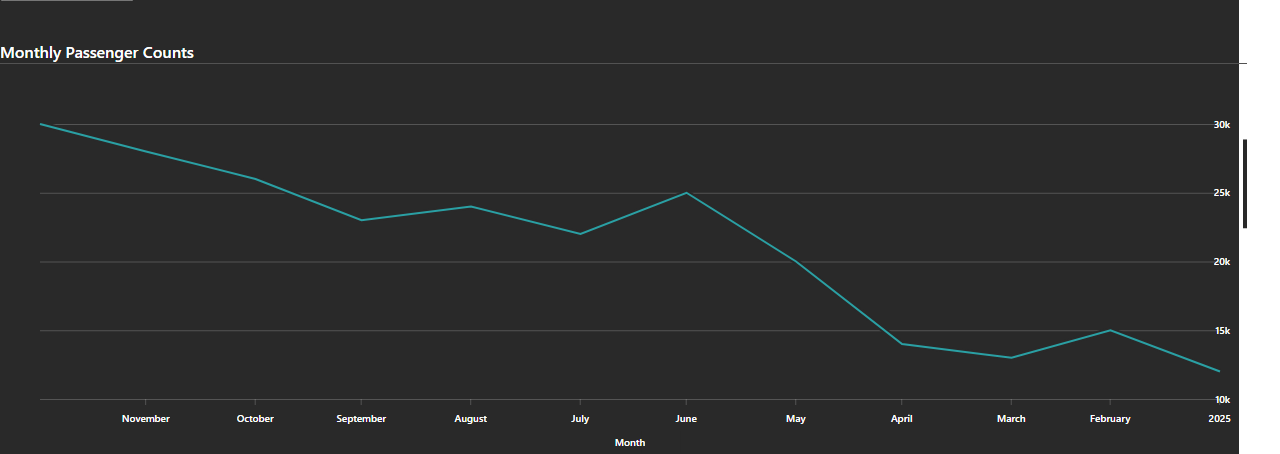 Monthly Passenger Counts
30k
25k
20k
15k
10k
November October September August July June May April March February 2025
Month